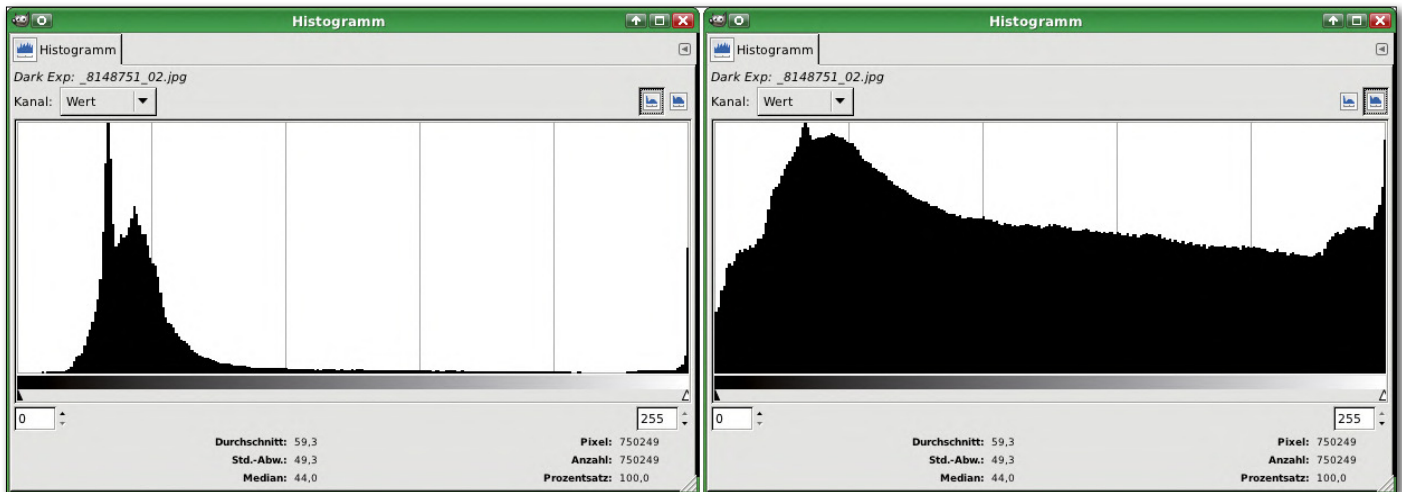 Histogramm
Histogramm
Dark Exp: _8148751_02.jpg
Kanal: Wert
0 255
Durchschnitt: 59,3 Pixel: 750249
Std.-Abw.: 49,3 Anzahl: 750249
Median: 44,0 Prozentsatz: 100,0
Histogramm
Histogramm
Dark Exp: _8148751_02.jpg
Kanal: Wert
0 255
Durchschnitt: 59,3 Pixel: 750249
Std.-Abw.: 49,3 Anzahl: 750249
Median: 44,0 Prozentsatz: 100,0